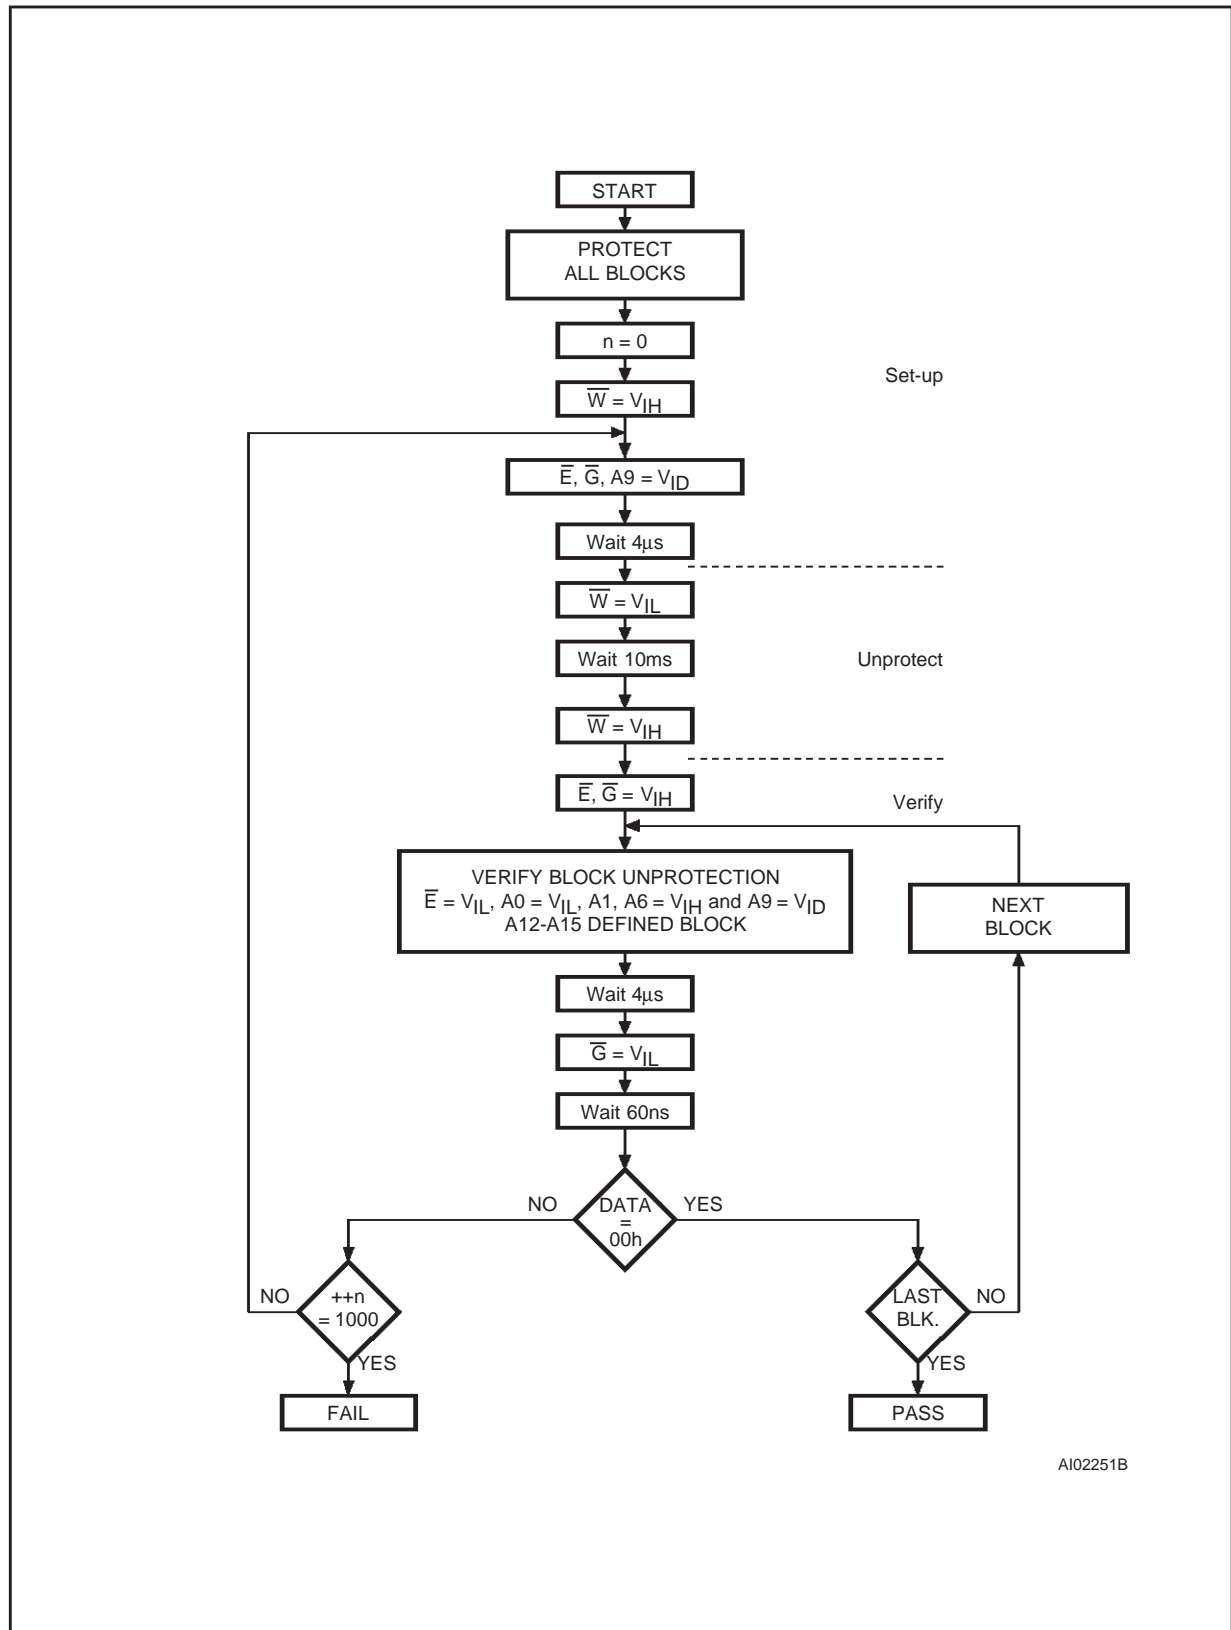 START
PROTECT
ALL BLOCKS
n = 0
Set-up
W̅ = VIH
E̅, G̅, A9 = VID
Wait 4µs
W̅ = VIL
Wait 10ms
Unprotect
W̅ = VIH
E̅, G̅ = VIH
Verify
VERIFY BLOCK UNPROTECTION
E̅ = VIL, A0 = VIL, A1, A6 = VIH and A9 = VID
A12-A15 DEFINED BLOCK
NEXT
BLOCK
Wait 4µs
G̅ = VIL
Wait 60ns
NO
DATA
=
00h
YES
NO
++n
= 1000
YES
LAST
BLK.
NO
YES
FAIL
PASS
AI02251B